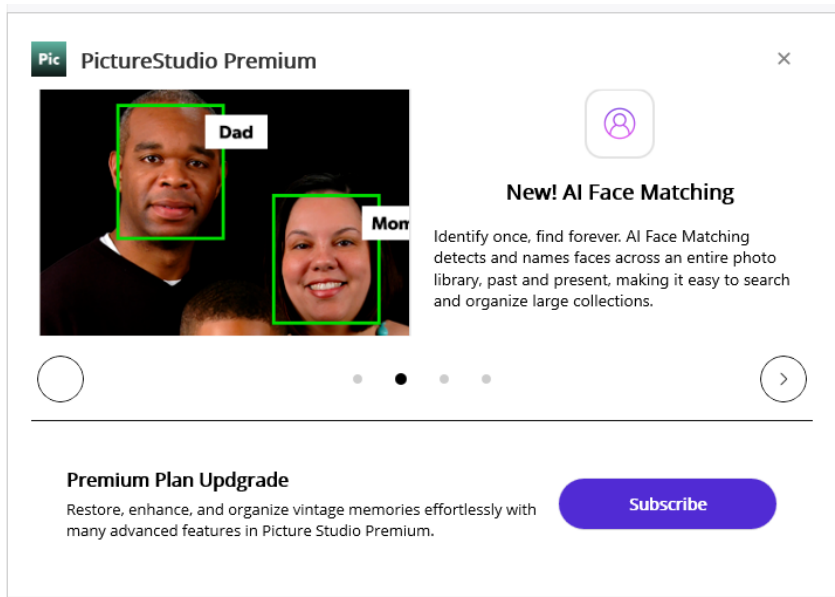 Pic
PictureStudio Premium
Dad
Mom
New! AI Face Matching
Identify once, find forever. AI Face Matching
detects and names faces across an entire photo
library, past and present, making it easy to search
and organize large collections.
Premium Plan Updgrade
Restore, enhance, and organize vintage memories effortlessly with
many advanced features in Picture Studio Premium.
Subscribe